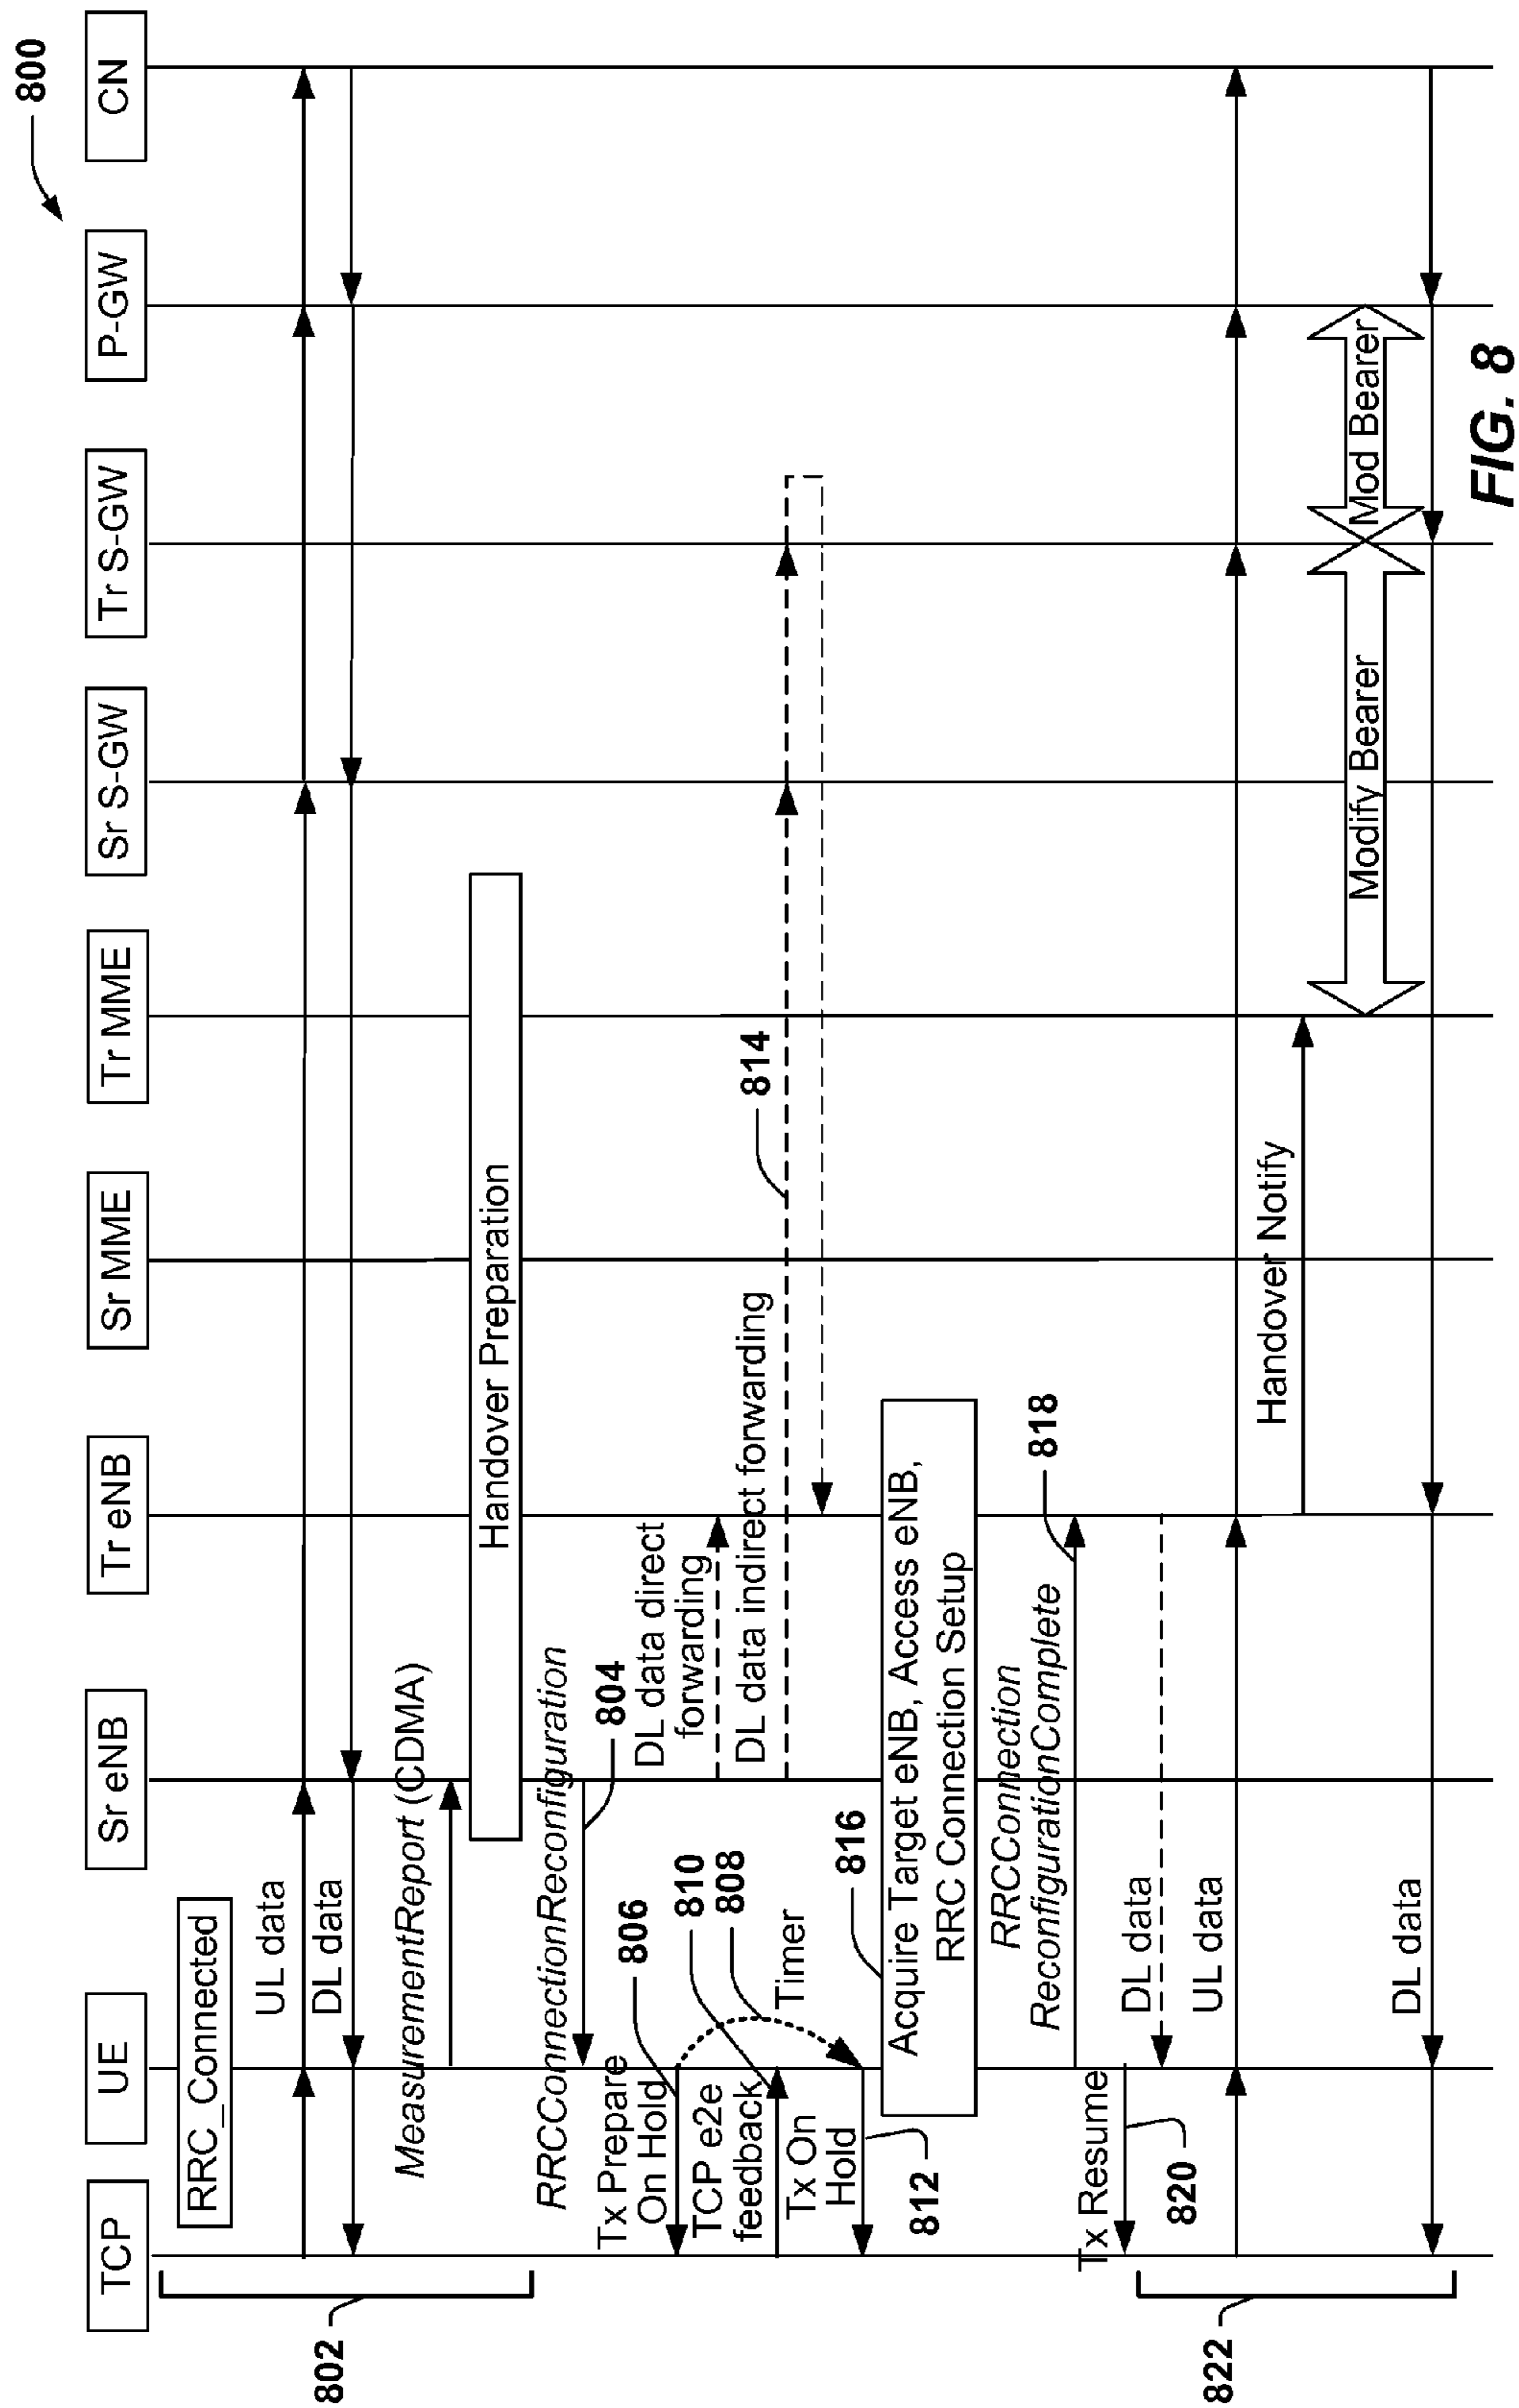 800
TCP
UE
Sr eNB
Tr eNB
Sr MME
Tr MME
Sr S-GW
Tr S-GW
P-GW
CN
802
RRC_Connected
UL data
DL data
MeasurementReport (CDMA)
Handover Preparation
RRCConnectionReconfiguration
804
Tx Prepare
On Hold
806
810
808
TCP e2e
feedback
Timer
DL data direct
forwarding
DL data indirect forwarding
814
Tx On
Hold
812
816
Acquire Target eNB, Access eNB,
RRC Connection Setup
RRCConnection
ReconfigurationComplete
818
Tx Resume
820
DL data
UL data
822
Handover Notify
Modify Bearer
Mod Bearer
DL data
FIG. 8